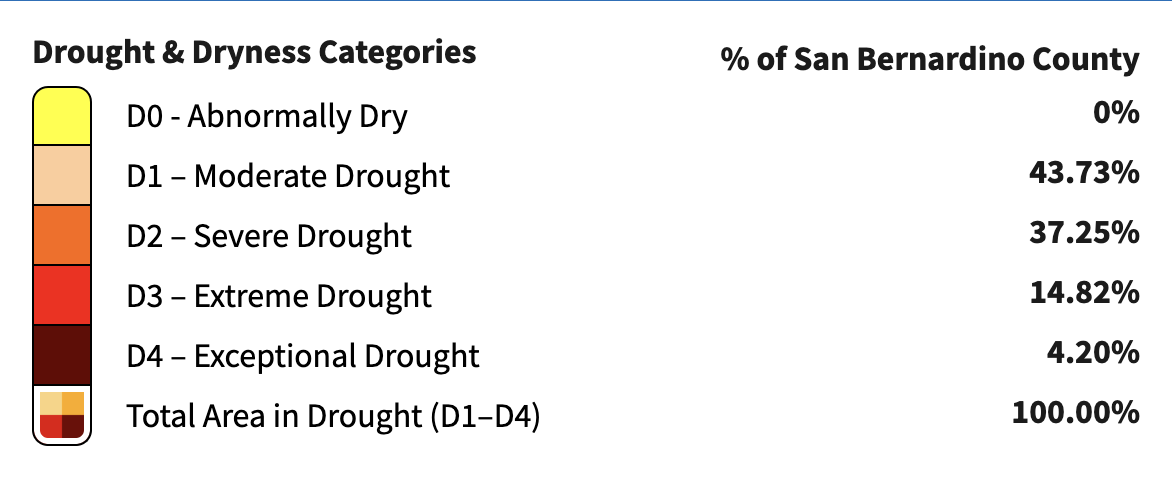 Drought & Dryness Categories % of San Bernardino County
D0 - Abnormally Dry 0%
D1 – Moderate Drought 43.73%
D2 – Severe Drought 37.25%
D3 – Extreme Drought 14.82%
D4 – Exceptional Drought 4.20%
Total Area in Drought (D1–D4) 100.00%